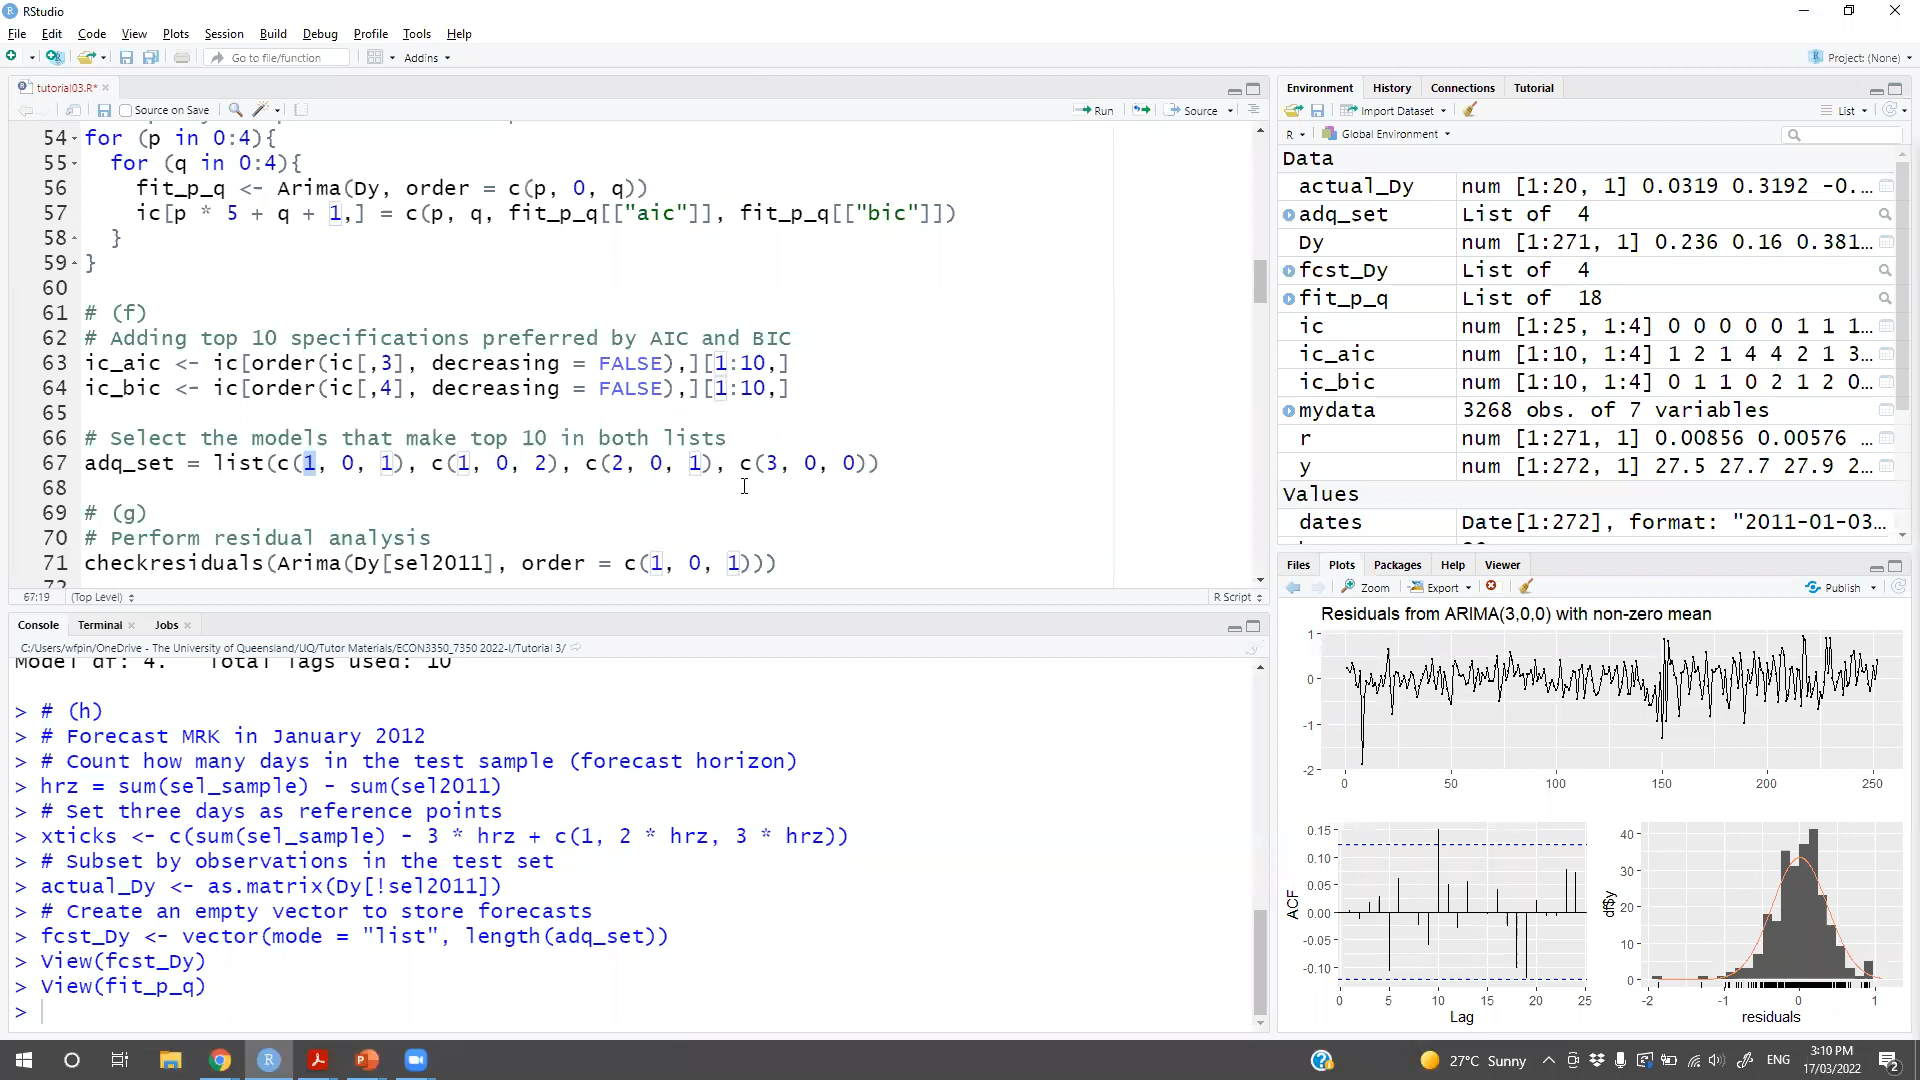 RStudio
File Edit Code View Plots Session Build Debug Profile Tools Help
Go to file/function Addins Project: (None)
tutorial03.R*
Source on Save Run Source
54 for (p in 0:4){
55 for (q in 0:4){
56 fit_p_q <- Arima(Dy, order = c(p, 0, q))
57 ic[p * 5 + q + 1,] = c(p, q, fit_p_q[["aic"]], fit_p_q[["bic"]])
58 }
59 }
60
61 # (f)
62 # Adding top 10 specifications preferred by AIC and BIC
63 ic_aic <- ic[order(ic[,3], decreasing = FALSE),][1:10,]
64 ic_bic <- ic[order(ic[,4], decreasing = FALSE),][1:10,]
65
66 # Select the models that make top 10 in both lists
67 adq_set = list(c(1, 0, 1), c(1, 0, 2), c(2, 0, 1), c(3, 0, 0))
68
69 # (g)
70 # Perform residual analysis
71 checkresiduals(Arima(Dy[sel2011], order = c(1, 0, 1)))
72
67:19 (Top Level) R Script
Console Terminal Jobs
C:/Users/wfpin/OneDrive - The University of Queensland/UQ/Tutor Materials/ECON3350_7350 2022-I/Tutorial 3/
Model df: 4. Total lags used: 10
> # (h)
> # Forecast MRK in January 2012
> # Count how many days in the test sample (forecast horizon)
> hrz = sum(sel_sample) - sum(sel2011)
> # Set three days as reference points
> xticks <- c(sum(sel_sample) - 3 * hrz + c(1, 2 * hrz, 3 * hrz))
> # Subset by observations in the test set
> actual_Dy <- as.matrix(Dy[!sel2011])
> # Create an empty vector to store forecasts
> fcst_Dy <- vector(mode = "list", length(adq_set))
> View(fcst_Dy)
> View(fit_p_q)
>
Environment History Connections Tutorial
Import Dataset List
R Global Environment
Data
actual_Dy num [1:20, 1] 0.0319 0.3192 -0...
adq_set List of 4
Dy num [1:271, 1] 0.236 0.16 0.381...
fcst_Dy List of 4
fit_p_q List of 18
ic num [1:25, 1:4] 0 0 0 0 0 1 1 1...
ic_aic num [1:10, 1:4] 1 2 1 4 4 2 1 3...
ic_bic num [1:10, 1:4] 0 1 1 0 2 1 2 0...
mydata 3268 obs. of 7 variables
r num [1:271, 1] 0.00856 0.00576 ...
y num [1:272, 1] 27.5 27.7 27.9 2...
Values
dates Date[1:272], format: "2011-01-03...
Files Plots Packages Help Viewer
Zoom Export Publish
Residuals from ARIMA(3,0,0) with non-zero mean
1
0
-1
-2
0 50 100 150 200 250
0.15
0.10
0.05
0.00
-0.05
-0.10
ACF
0 5 10 15 20 25
Lag
40
30
20
10
0
df$y
-2 -1 0 1
residuals
27°C Sunny ENG 3:10 PM
17/03/2022
2